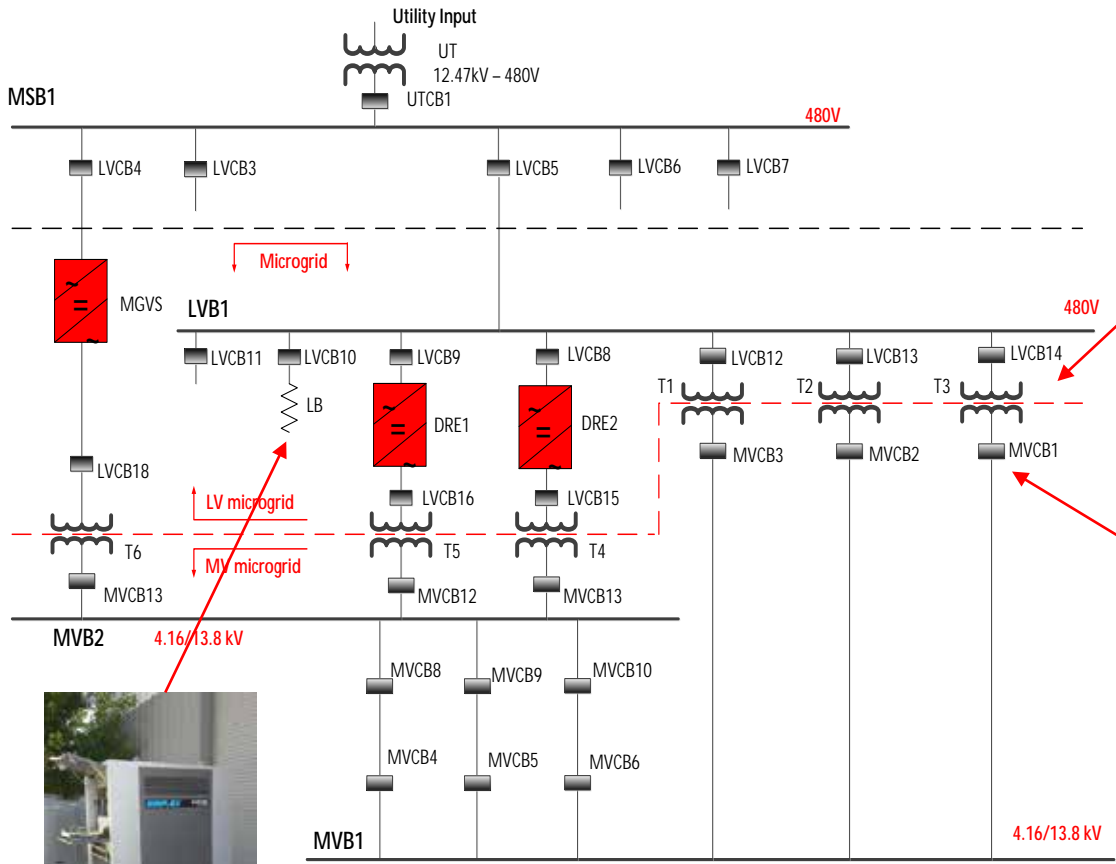 Utility Input
UT
12.47kV – 480V
UTCB1
MSB1
480V
LVCB4
LVCB3
LVCB5
LVCB6
LVCB7
Microgrid
MGVS
LVB1
480V
LVCB11
LVCB10
LVCB9
LVCB8
LVCB12
LVCB13
LVCB14
T1
T2
T3
LB
DRE1
DRE2
MVCB3
MVCB2
MVCB1
LVCB18
LVCB16
LVCB15
LV microgrid
T6
T5
T4
MV microgrid
MVCB13
MVCB12
MVCB13
MVB2
4.16/13.8 kV
MVCB8
MVCB9
MVCB10
MVCB4
MVCB5
MVCB6
MVB1
4.16/13.8 kV